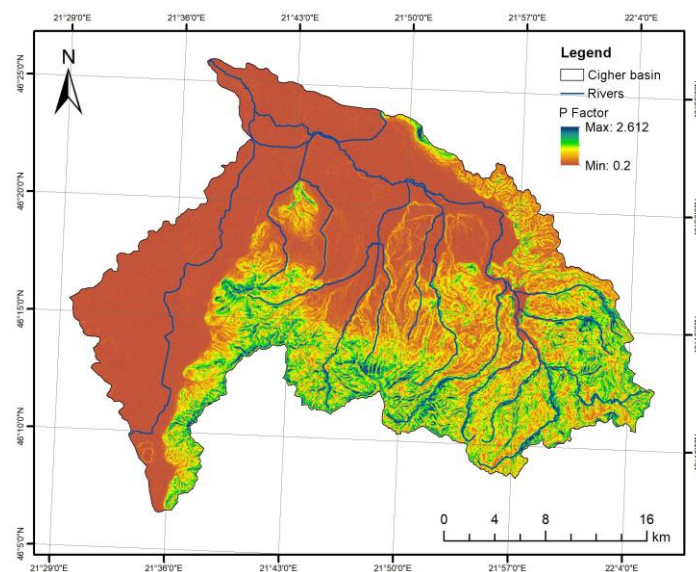 21°29'0"E 21°36'0"E 21°43'0"E 21°50'0"E 21°57'0"E 22°4'0"E
N
Legend
Cigher basin
Rivers
P Factor
Max: 2.612
Min: 0.2
46°25'0"N
46°20'0"N
46°15'0"N
46°10'0"N
46°5'0"N
0 4 8 12 16
km
21°29'0"E 21°36'0"E 21°43'0"E 21°50'0"E 21°57'0"E 22°4'0"E